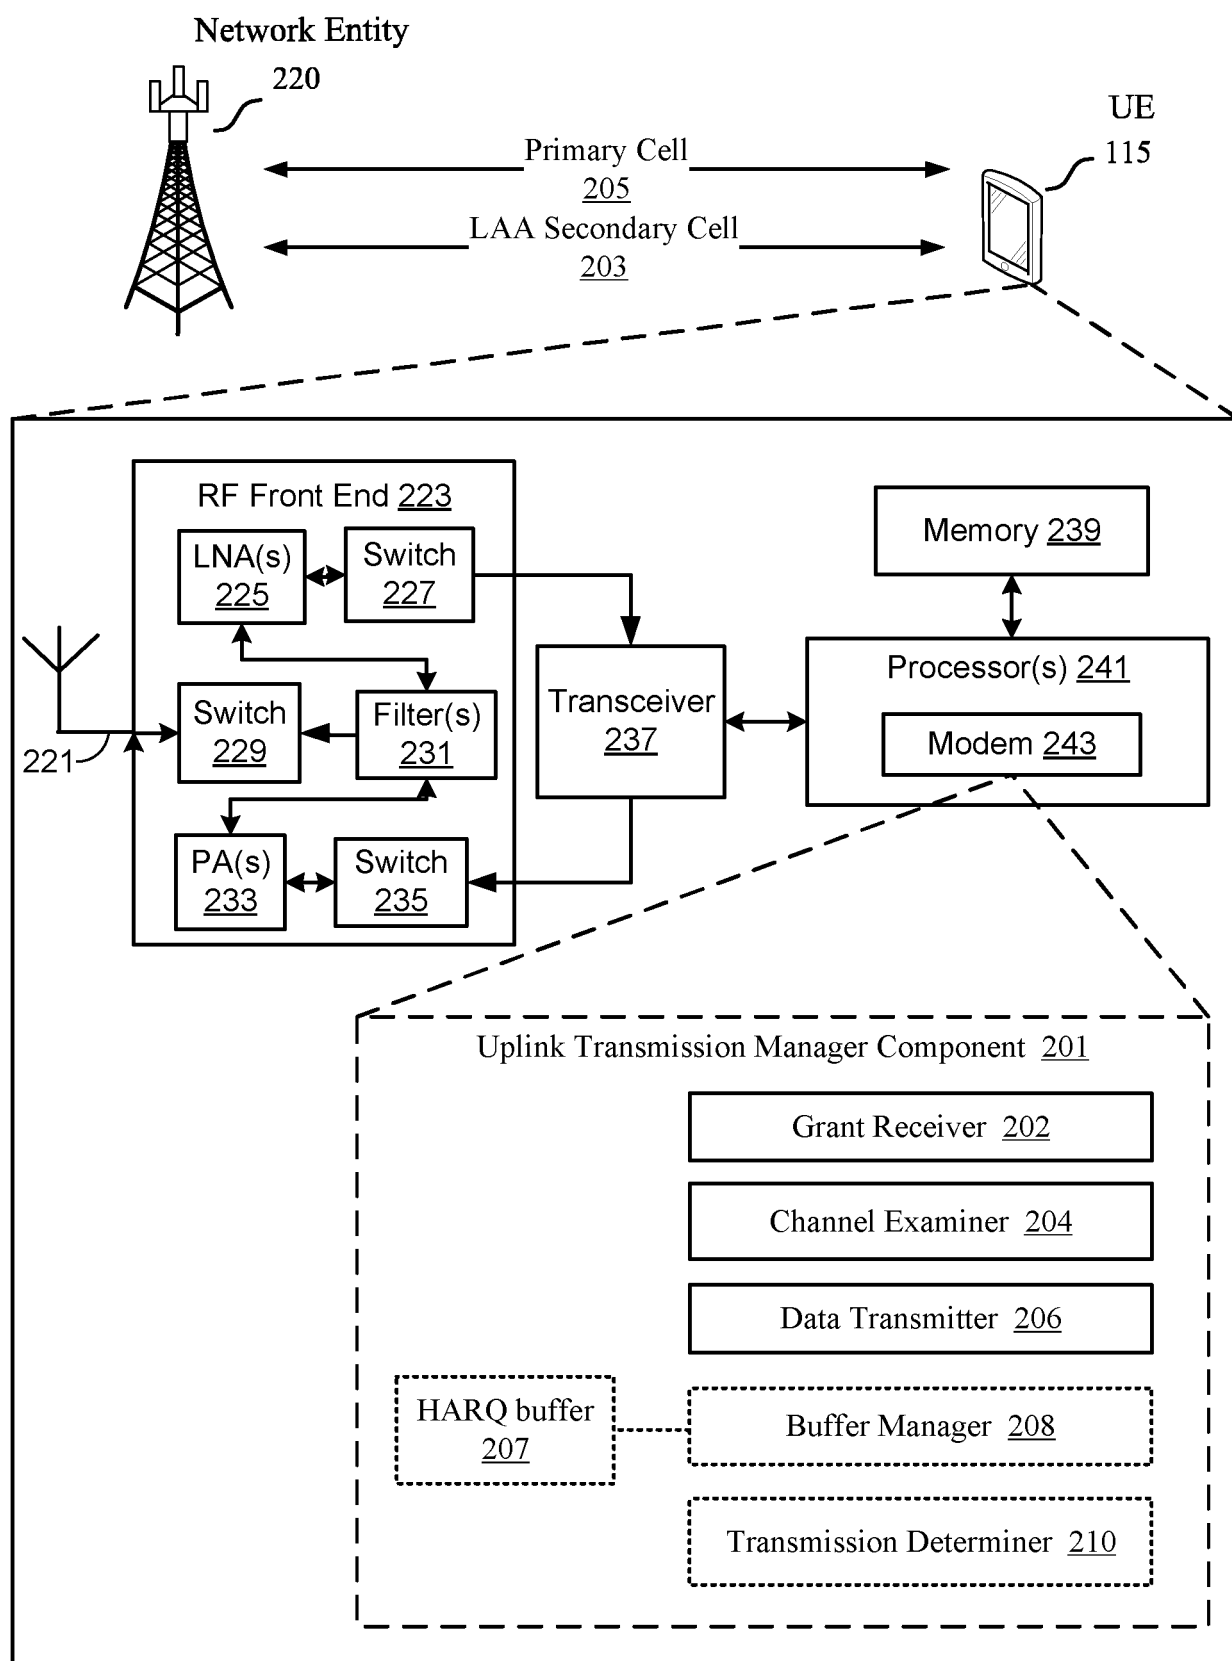 Network Entity
220
UE
115
Primary Cell
205
LAA Secondary Cell
203
RF Front End 223
LNA(s)
225
Switch
227
Memory 239
Processor(s) 241
Modem 243
Transceiver
237
Switch
229
Filter(s)
231
221
PA(s)
233
Switch
235
Uplink Transmission Manager Component 201
Grant Receiver 202
Channel Examiner 204
Data Transmitter 206
HARQ buffer
207
Buffer Manager 208
Transmission Determiner 210